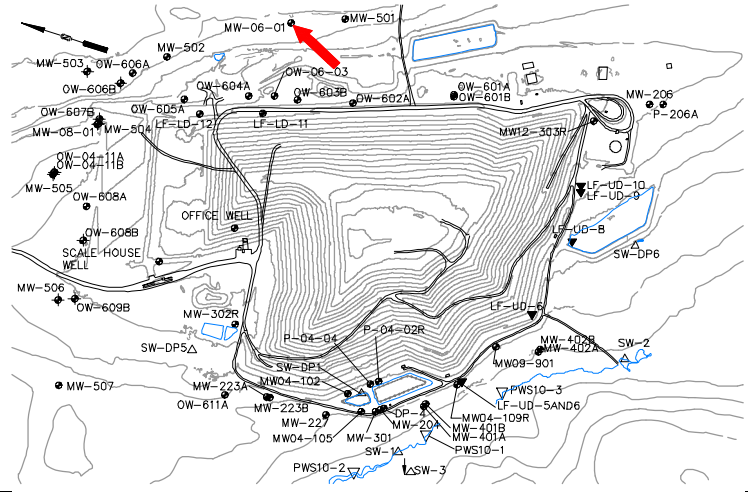 MW-501
MW-06-01
MW-502
MW-503
OW-606A
OW-606B
OW-06-03
OW-604A
OW-603B
OW-602A
OW-601A
OW-601B
MW-206
P-206A
OW-605A
OW-607B
LF-LD-12
LF-LD-11
MW-08-01
MW-504
MW12-303R
OW-04-11A
OW-04-11B
MW-505
OW-608A
LF-UD-10
LF-UD-9
OFFICE WELL
OW-608B
LF-UD-8
SW-DP6
SCALE HOUSE
WELL
MW-506
OW-609B
MW-302R
LF-UD-6
P-04-04
P-04-02R
MW-402B
MW-402A
SW-2
SW-DP5
SW-DP1
MW09-901
MW04-102
MW-507
MW-223A
PWS10-3
OW-611A
MW-223B
LF-UD-5AND6
MW-227
DP-4
MW04-109R
MW-204
MW-401B
MW-401A
MW04-105
MW-301
SW-1
PWS10-1
PWS10-2
SW-3